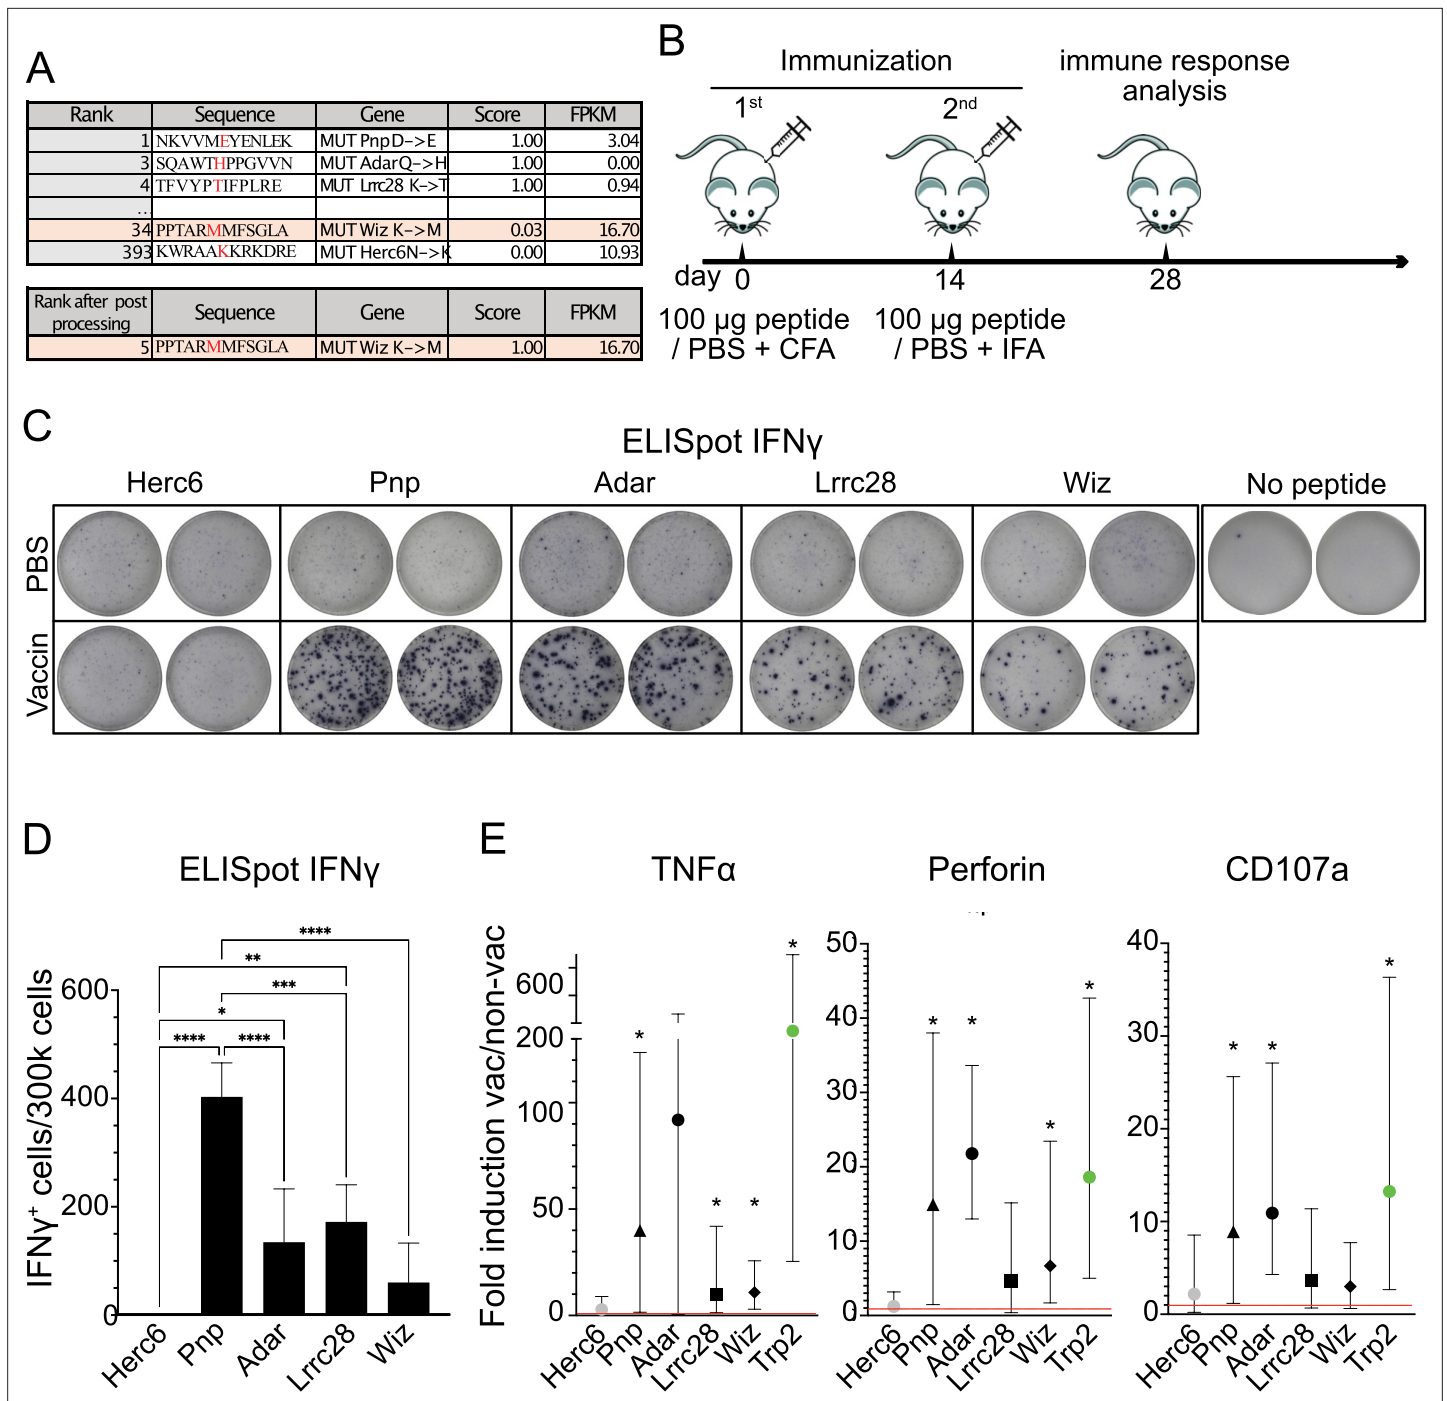 A
Rank Sequence Gene Score FPKM
1 NKVVMEYENLEK MUT Pnp D->E 1.00 3.04
3 SQAWTHPPGVVN MUT Adar Q->H 1.00 0.00
4 TFVYPTIFPLRE MUT Lrrc28 K->T 1.00 0.94
...
34 PPTARMMFSGLA MUT Wiz K->M 0.03 16.70
393 KWRAAKKRKDRE MUT Herc6 N->K 0.00 10.93
Rank after post
processing Sequence Gene Score FPKM
5 PPTARMMFSGLA MUT Wiz K->M 1.00 16.70
B
Immunization
1st 2nd
immune response
analysis
day 0 14 28
100 µg peptide
/ PBS + CFA
100 µg peptide
/ PBS + IFA
C
ELISpot IFNγ
Herc6 Pnp Adar Lrrc28 Wiz No peptide
PBS
Vaccin
D
ELISpot IFNγ
IFNγ+ cells/300k cells
****
**
***
*
**** ****
600
400
200
0
Herc6 Pnp Adar Lrrc28 Wiz
E
Fold induction vac/non-vac
TNFα
600
200
100
50
0
* * * *
Herc6 Pnp Adar Lrrc28 Wiz Trp2
Perforin
50
40
30
20
10
0
* * * *
Herc6 Pnp Adar Lrrc28 Wiz Trp2
CD107a
40
30
20
10
0
* * *
Herc6 Pnp Adar Lrrc28 Wiz Trp2